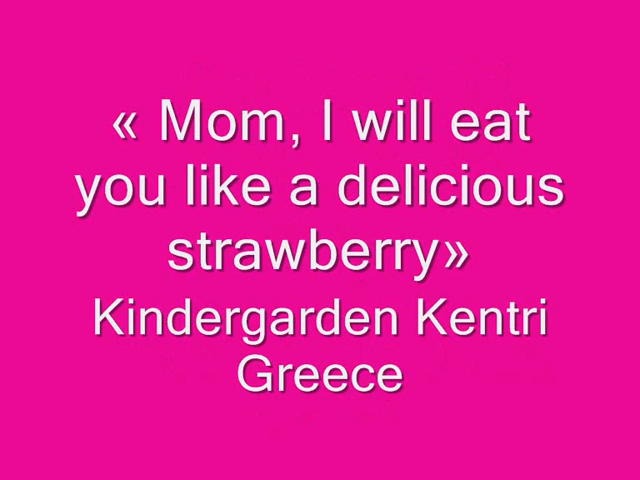 « Mom, I will eat
you like a delicious
strawberry»
Kindergarden Kentri
Greece